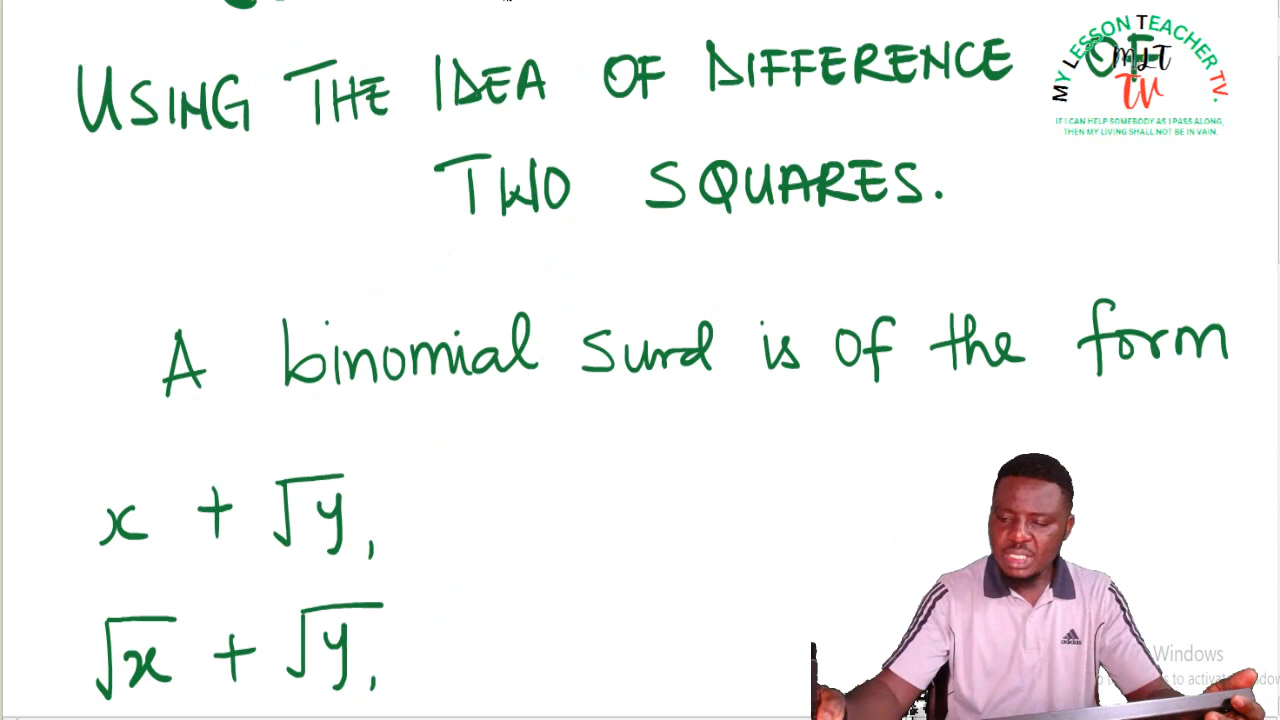 USING THE IDEA OF DIFFERENCE OF
TWO SQUARES.
A binomial surd is of the form
x + √y,
√x + √y,
MY LESSON TEACHER TV.
MLT
TV
IF I CAN HELP SOMEBODY AS I PASS ALONG,
THEN MY LIVING SHALL NOT BE IN VAIN.
adidas
Windows